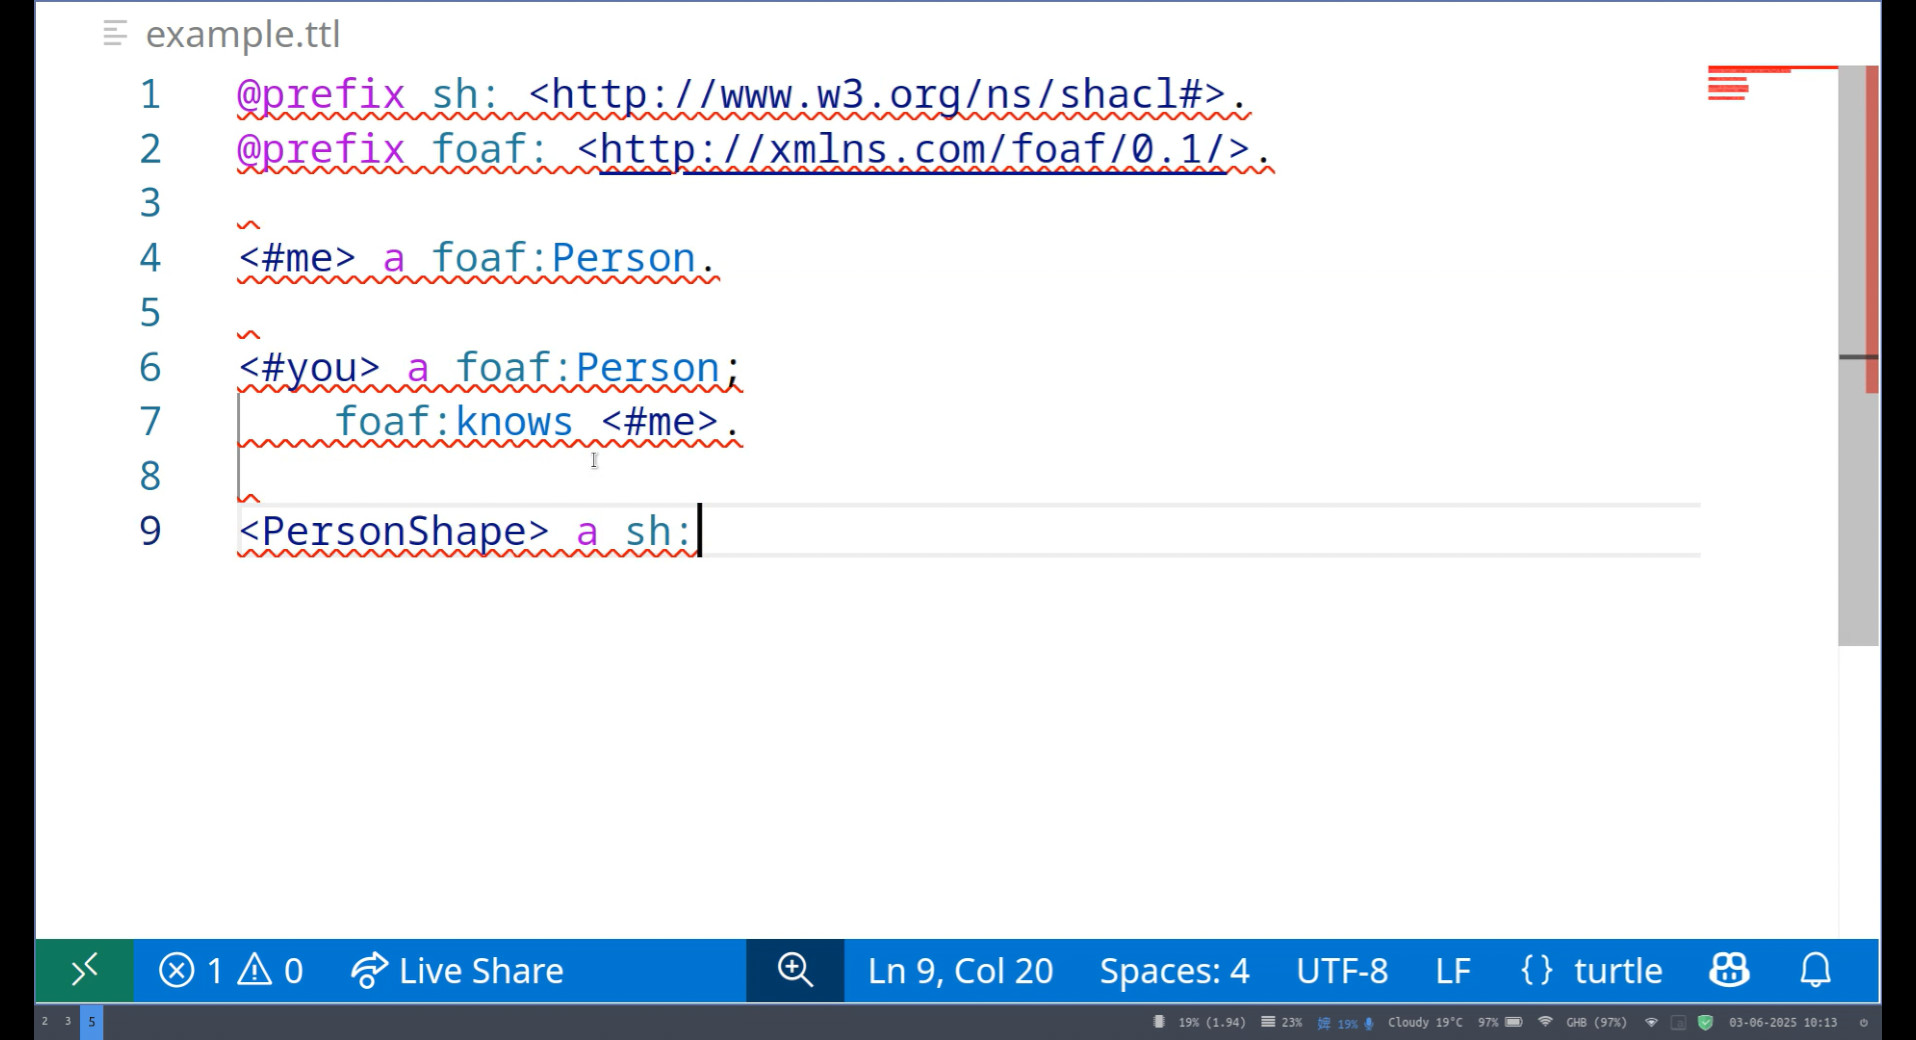 example.ttl
1 @prefix sh: <http://www.w3.org/ns/shacl#>.
2 @prefix foaf: <http://xmlns.com/foaf/0.1/>.
3
4 <#me> a foaf:Person.
5
6 <#you> a foaf:Person;
7 foaf:knows <#me>.
8
9 <PersonShape> a sh:
1 0 Live Share Ln 9, Col 20 Spaces: 4 UTF-8 LF {} turtle
2 3 5 19% (1.94) 23% 19% Cloudy 19°C 97% GHB (97%) 03-06-2025 10:13